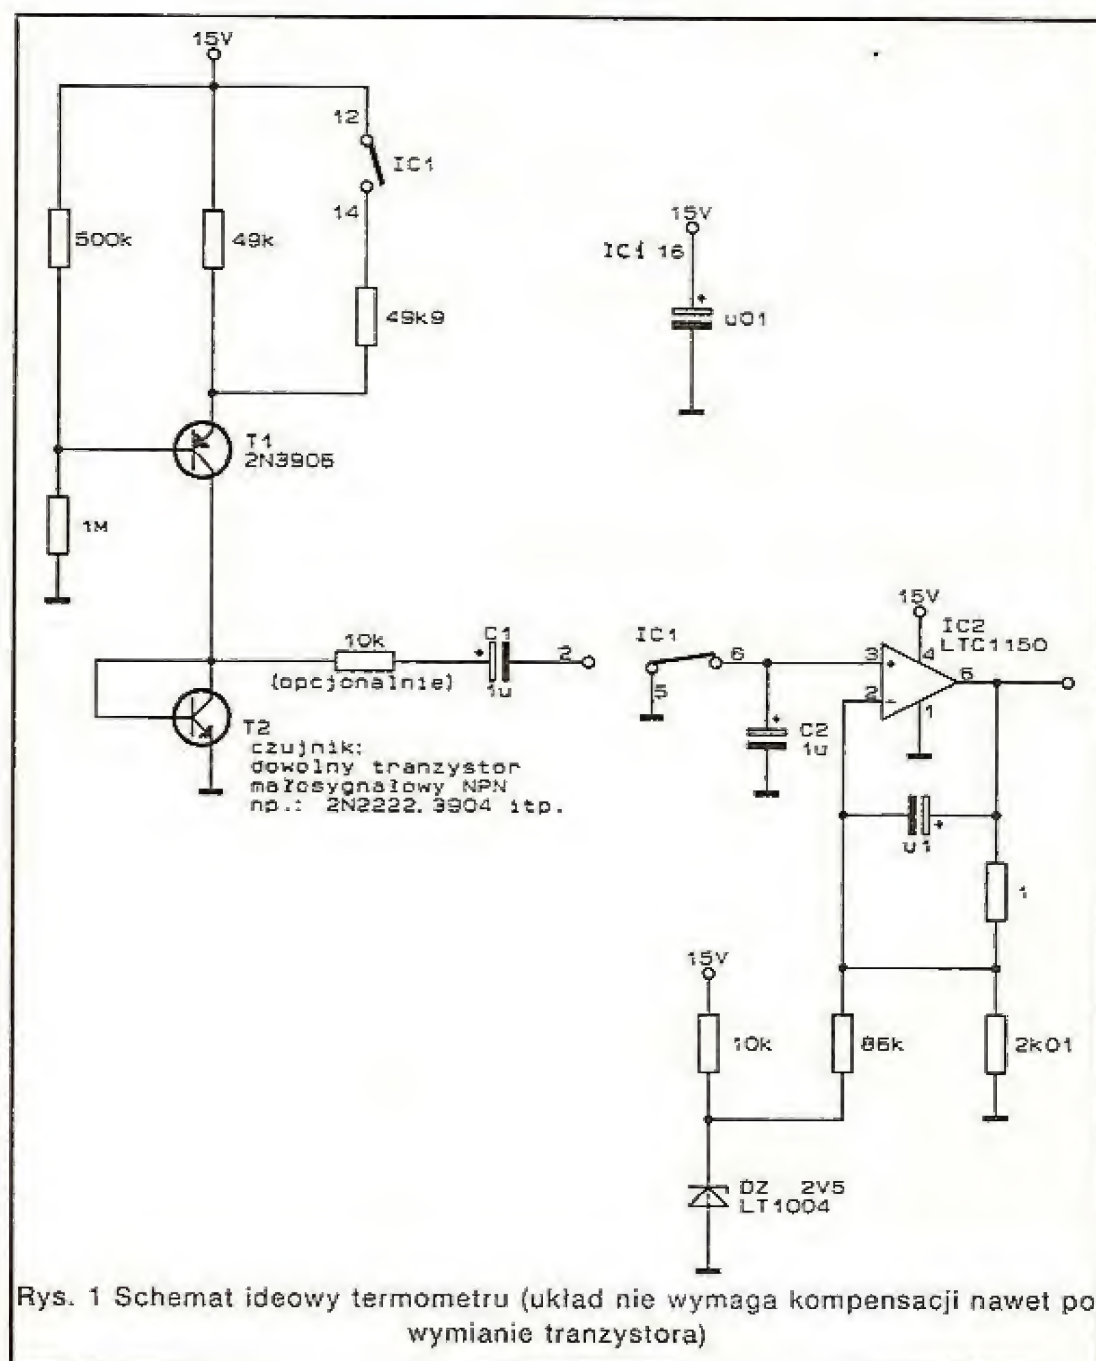 15V
12
IC1
14
500k
49k
49k9
15V
IC1 16
u01
T1
2N3906
1M
10k
(opcjonalnie)
C1
1u
2
IC1
6
5
15V
IC2
LTC1150
3
4
6
2
1
T2
czujnik:
dowolny tranzystor
małosygnałowy NPN
np.: 2N2222. 3904 itp.
C2
1u
u1
1
15V
10k
86k
2k01
DZ 2V5
LT1004
Rys. 1 Schemat ideowy termometru (układ nie wymaga kompensacji nawet po
wymianie tranzystora)